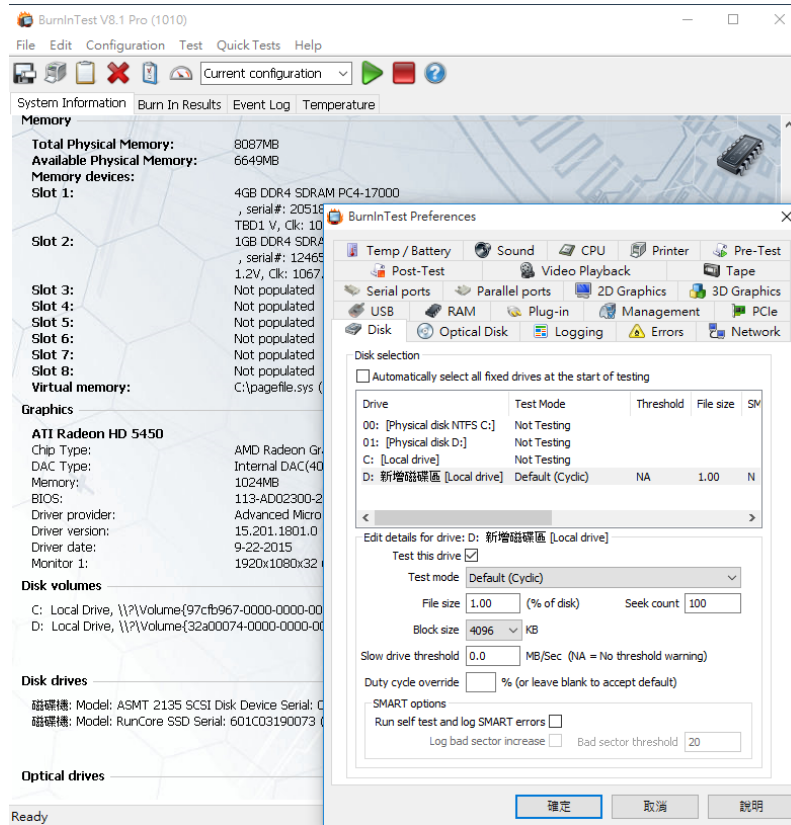 BurnInTest V8.1 Pro (1010)
File Edit Configuration Test Quick Tests Help
Current configuration
System Information Burn In Results Event Log Temperature
Memory
Total Physical Memory: 8087MB
Available Physical Memory: 6649MB
Memory devices:
Slot 1: 4GB DDR4 SDRAM PC4-17000
, serial#: 20518
TBD1 V, Clk: 10
Slot 2: 1GB DDR4 SDRA
, serial#: 12465
1.2V, Clk: 1067.
Slot 3: Not populated
Slot 4: Not populated
Slot 5: Not populated
Slot 6: Not populated
Slot 7: Not populated
Slot 8: Not populated
Virtual memory: C:\pagefile.sys (
Graphics
ATI Radeon HD 5450
Chip Type: AMD Radeon Gr
DAC Type: Internal DAC(40
Memory: 1024MB
BIOS: 113-AD02300-2
Driver provider: Advanced Micro
Driver version: 15.201.1801.0
Driver date: 9-22-2015
Monitor 1: 1920x1080x32
Disk volumes
C: Local Drive, \\?\Volume{97cfb967-0000-0000-00
D: Local Drive, \\?\Volume{32a00074-0000-0000-00
Disk drives
磁碟機: Model: ASMT 2135 SCSI Disk Device Serial:
磁碟機: Model: RunCore SSD Serial: 601C03190073 (
Optical drives
Ready
BurnInTest Preferences
Temp / Battery Sound CPU Printer Pre-Test
Post-Test Video Playback Tape
Serial ports Parallel ports 2D Graphics 3D Graphics
USB RAM Plug-in Management PCIe
Disk Optical Disk Logging Errors Network
Disk selection
Automatically select all fixed drives at the start of testing
Drive Test Mode Threshold File size SM
00: [Physical disk NTFS C:] Not Testing
01: [Physical disk D:] Not Testing
C: [Local drive] Not Testing
D: 新增磁碟區 [Local drive] Default (Cyclic) NA 1.00 N
Edit details for drive: D: 新增磁碟區 [Local drive]
Test this drive
Test mode Default (Cyclic)
File size 1.00 (% of disk) Seek count 100
Block size 4096 KB
Slow drive threshold 0.0 MB/Sec (NA = No threshold warning)
Duty cycle override % (or leave blank to accept default)
SMART options
Run self test and log SMART errors
Log bad sector increase Bad sector threshold 20
確定 取消 說明